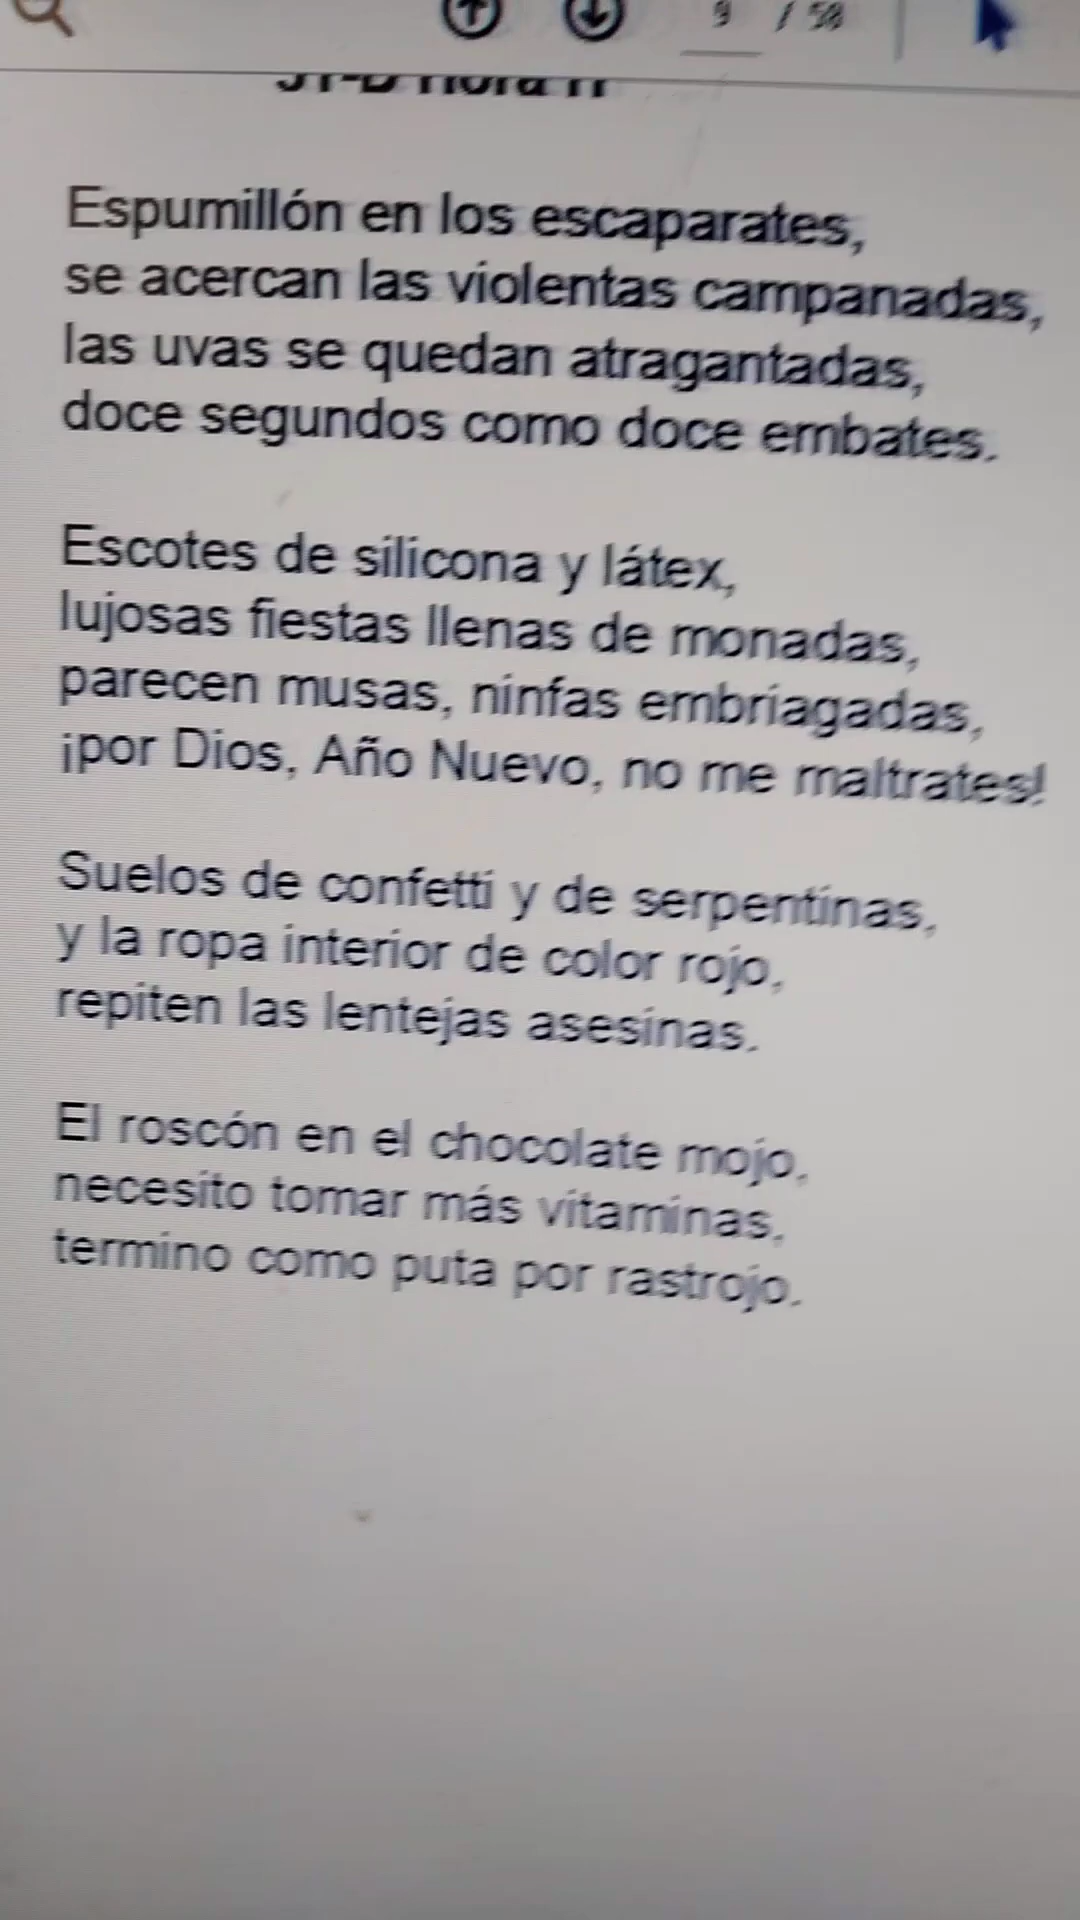 9 / 58
Espumillón en los escaparates,
se acercan las violentas campanadas,
las uvas se quedan atragantadas,
doce segundos como doce embates.
Escotes de silicona y látex,
lujosas fiestas llenas de monadas,
parecen musas, ninfas embriagadas,
¡por Dios, Año Nuevo, no me maltrates!
Suelos de confetti y de serpentinas,
y la ropa interior de color rojo,
repiten las lentejas asesinas.
El roscón en el chocolate mojo,
necesito tomar más vitaminas,
termino como puta por rastrojo.